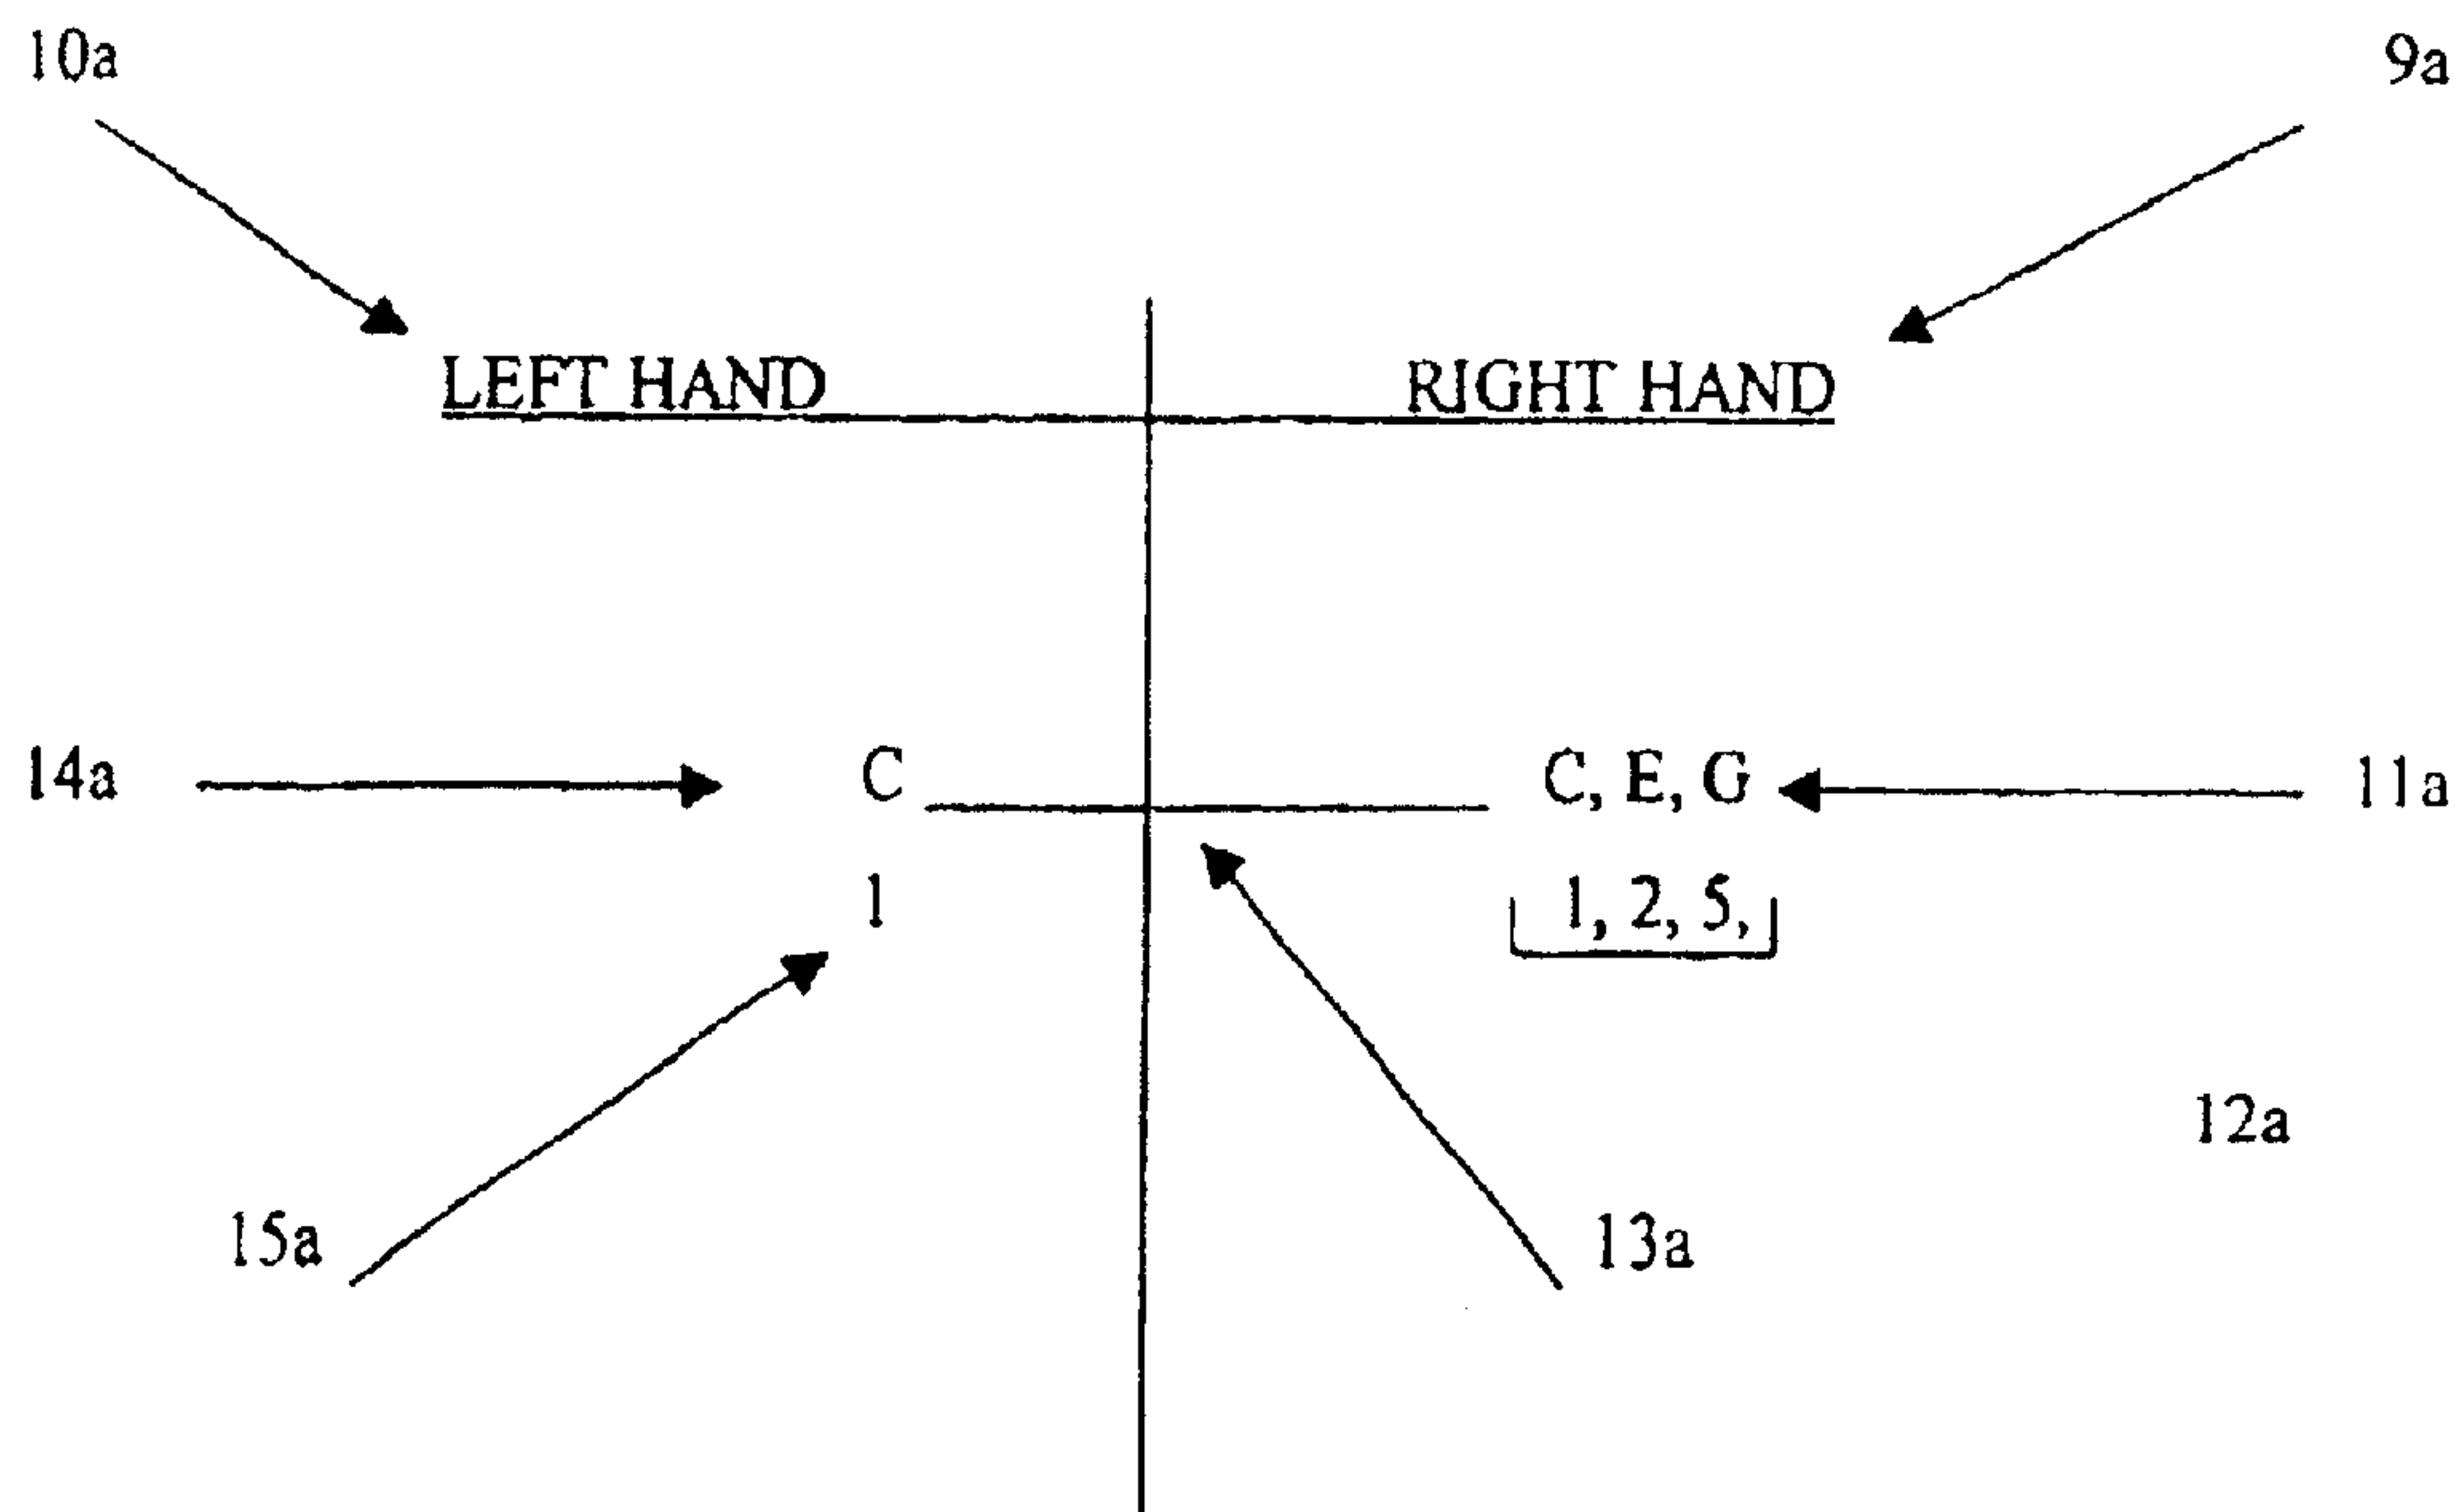 10a 9a
LEFT HAND RIGHT HAND
14a C C, E, G 11a
1 1, 2, 5,
12a
15a 13a